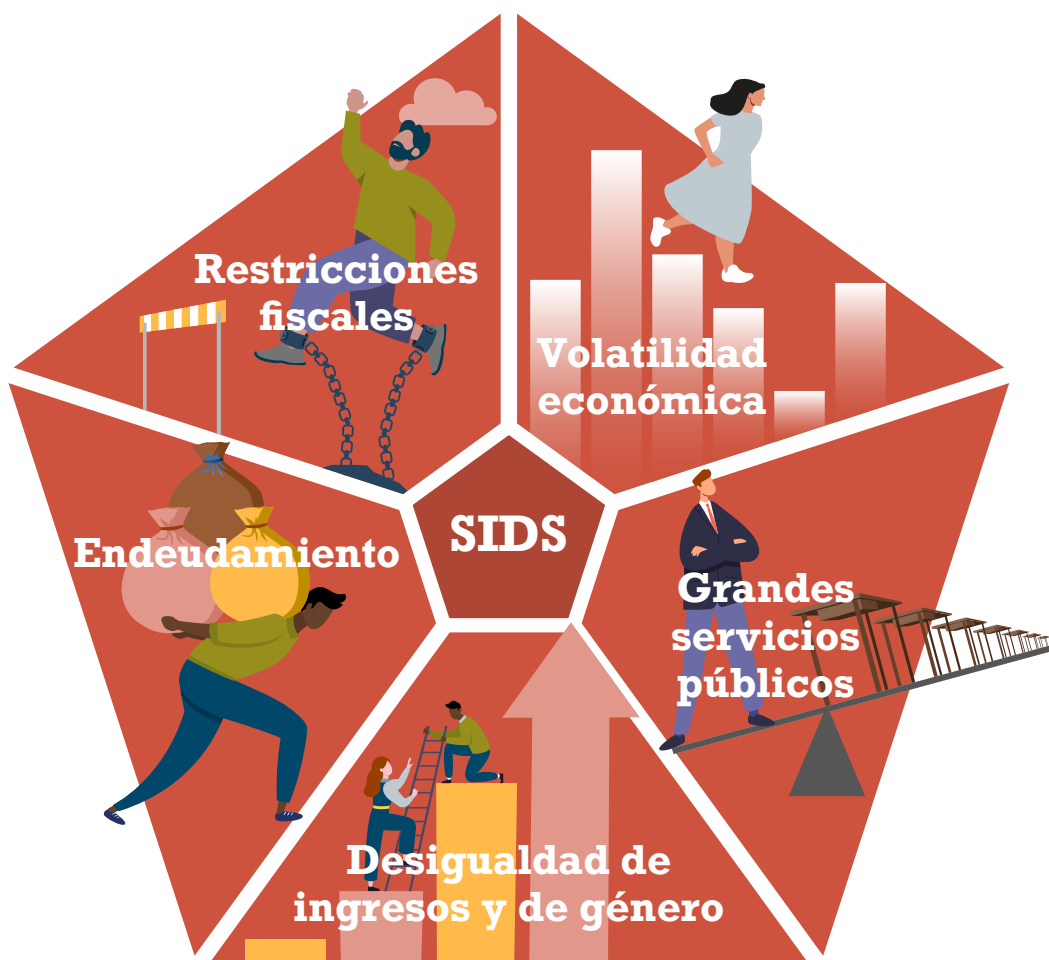 Restricciones
fiscales
Volatilidad
económica
Endeudamiento
SIDS
Grandes
servicios
públicos
Desigualdad de
ingresos y de género